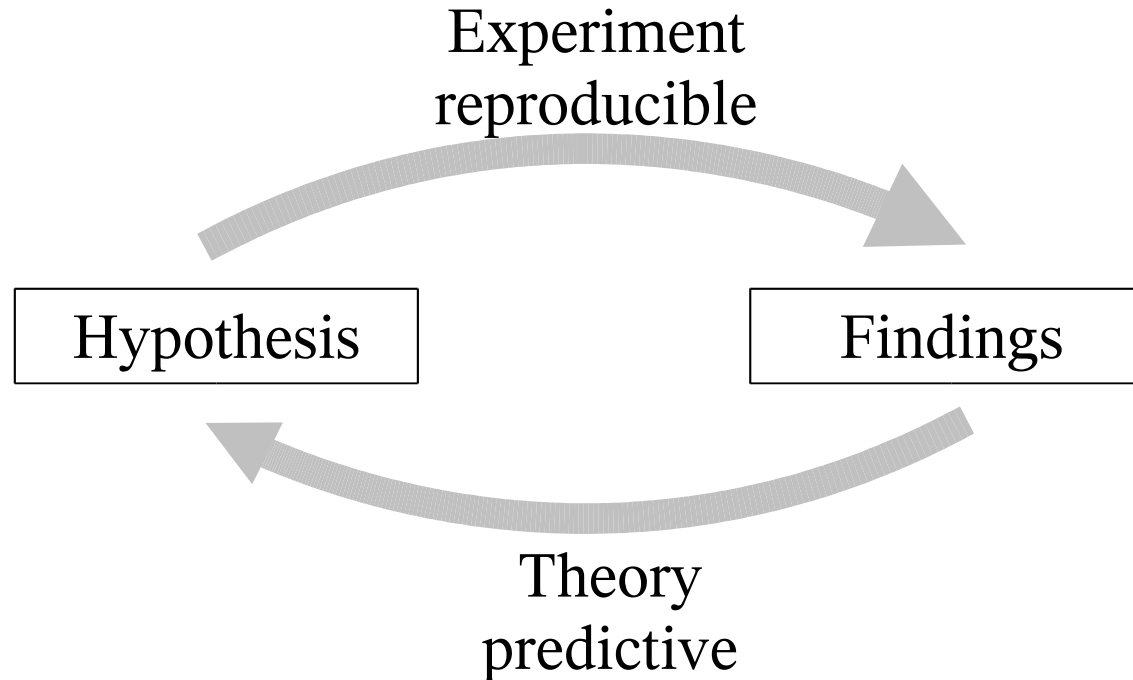 Experiment
reproducible
Hypothesis
Findings
Theory
predictive